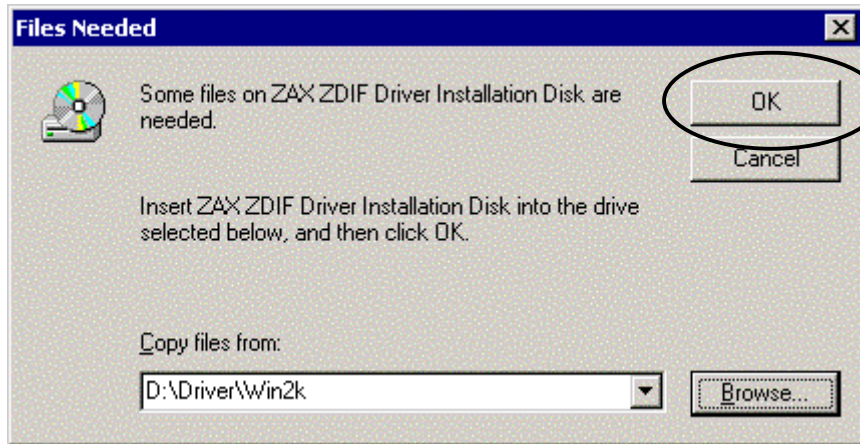 Files Needed
Some files on ZAX ZDIF Driver Installation Disk are
needed.
OK
Cancel
Insert ZAX ZDIF Driver Installation Disk into the drive
selected below, and then click OK.
Copy files from:
D:\Driver\Win2k
Browse...